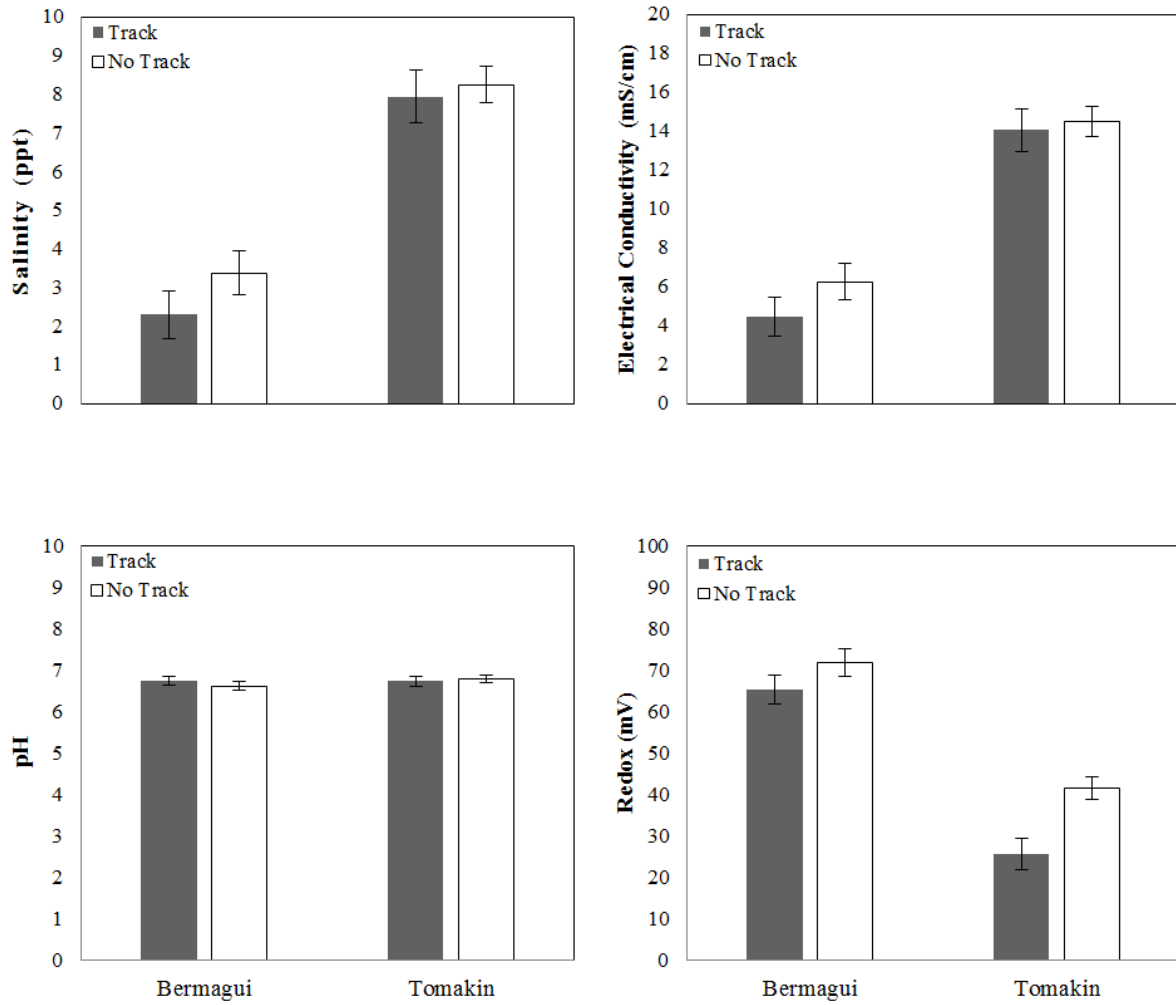 Salinity (ppt)
10
9
8
7
6
5
4
3
2
1
0
Track
No Track
Electrical Conductivity (mS/cm)
20
18
16
14
12
10
8
6
4
2
0
Track
No Track
pH
10
9
8
7
6
5
4
3
2
1
0
Track
No Track
Bermagui
Tomakin
Redox (mV)
100
90
80
70
60
50
40
30
20
10
0
Track
No Track
Bermagui
Tomakin